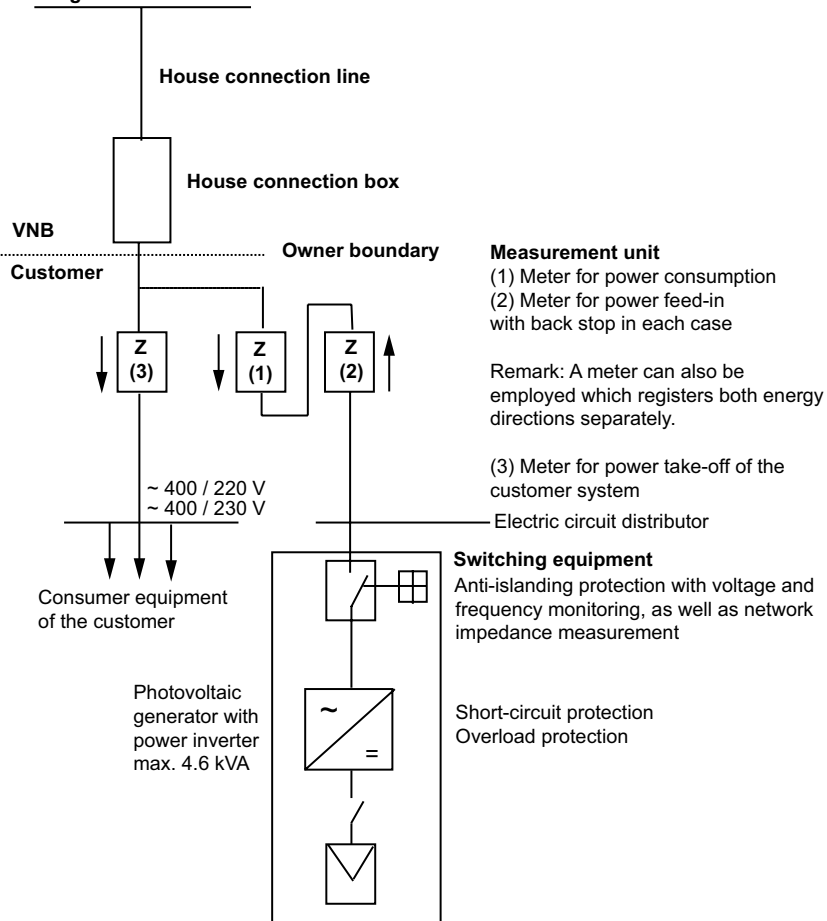 House connection line
House connection box
VNB
Owner boundary
Customer
Measurement unit
(1) Meter for power consumption
(2) Meter for power feed-in
with back stop in each case
Z
(3)
Z
(1)
Z
(2)
Remark: A meter can also be
employed which registers both energy
directions separately.
(3) Meter for power take-off of the
customer system
~ 400 / 220 V
~ 400 / 230 V
Electric circuit distributor
Switching equipment
Anti-islanding protection with voltage and
frequency monitoring, as well as network
impedance measurement
Consumer equipment
of the customer
Photovoltaic
generator with
power inverter
max. 4.6 kVA
~
=
Short-circuit protection
Overload protection